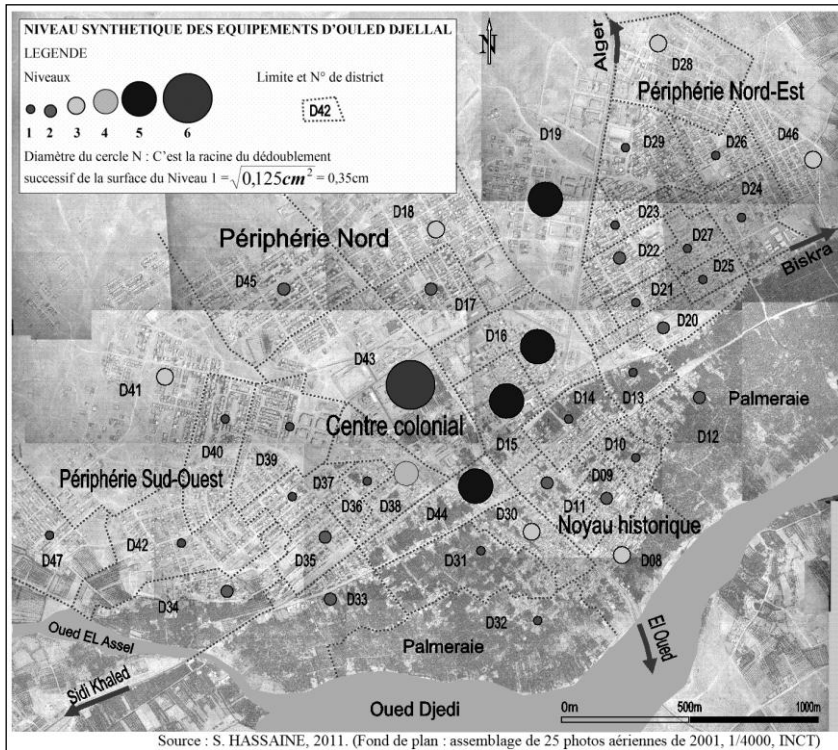 NIVEAU SYNTHETIQUE DES EQUIPEMENTS D'OULED DJELLAL
LEGENDE
Niveaux
Limite et N° de district
D42
1 2 3 4 5 6
Diamètre du cercle N : C'est la racine du dédoublement
successif de la surface du Niveau 1 = √0,125cm² = 0,35cm
N
Alger
D28
Périphérie Nord-Est
D19
D29
D26
D46
D18
D23
D24
Périphérie Nord
D22
D27
D45
D25
Biskra
D17
D21
D16
D20
D43
D41
D14
D13
Palmeraie
D12
Centre colonial
D40
D15
D10
D39
D37
D09
Périphérie Sud-Ouest
D36
D38
D11
D44
D30
Noyau historique
D47
D42
D35
D31
D08
D34
D33
D32
Oued EL Assel
Palmeraie
El Oued
Sidi Khaled
Oued Djedi
0m 500m 1000m
Source : S. HASSAINE, 2011. (Fond de plan : assemblage de 25 photos aériennes de 2001, 1/4000, INCT)